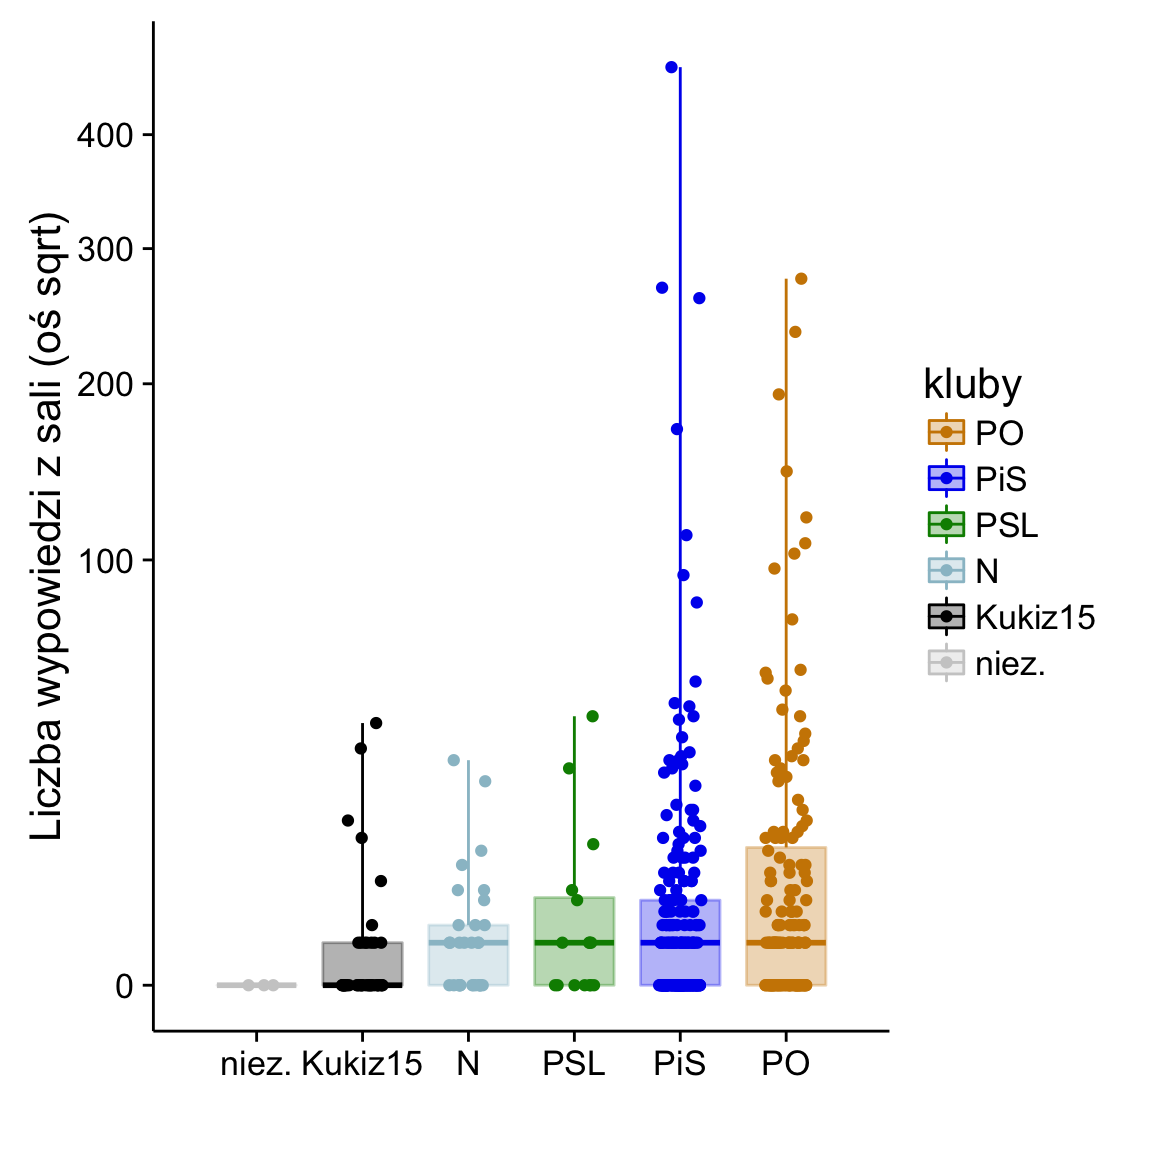 Liczba wypowiedzi z sali (oś sqrt)
400
300
200
100
0
niez. Kukiz15 N PSL PiS PO
kluby
PO
PiS
PSL
N
Kukiz15
niez.